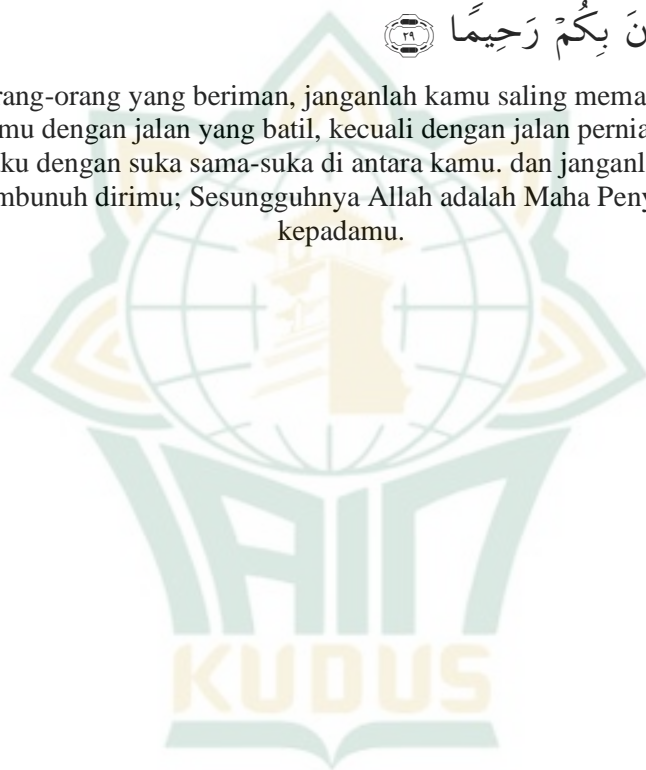 نَ بِكُمْ رَحِيمًا ٢٩
rang-orang yang beriman, janganlah kamu saling mema
mu dengan jalan yang batil, kecuali dengan jalan pernia
ku dengan suka sama-suka di antara kamu. dan janganl
mbunuh dirimu; Sesungguhnya Allah adalah Maha Peny
kepadamu.
IAIN
KUDUS